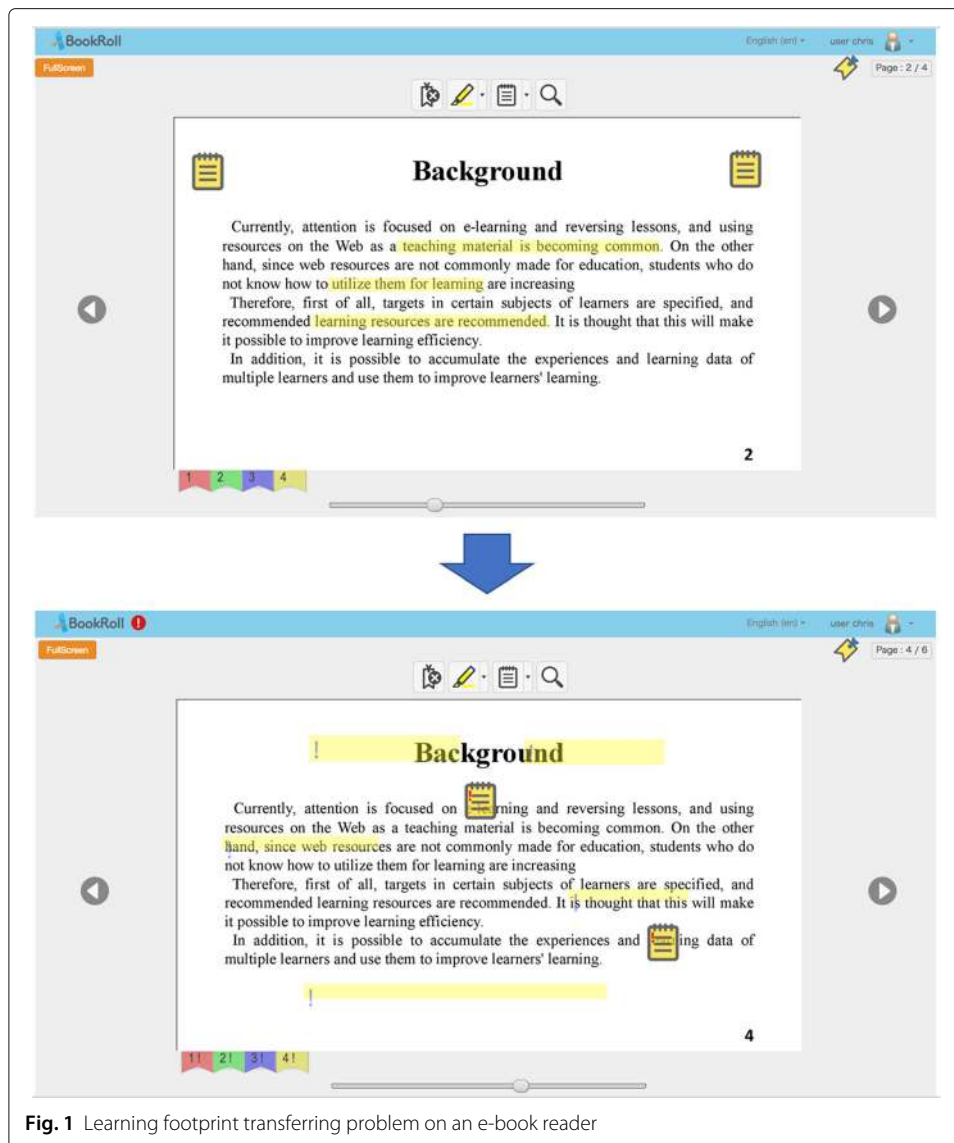 BookRoll
English (en)
user chris
FullScreen
Page : 2 / 4
Background
Currently, attention is focused on e-learning and reversing lessons, and using
resources on the Web as a teaching material is becoming common. On the other
hand, since web resources are not commonly made for education, students who do
not know how to utilize them for learning are increasing
Therefore, first of all, targets in certain subjects of learners are specified, and
recommended learning resources are recommended. It is thought that this will make
it possible to improve learning efficiency.
In addition, it is possible to accumulate the experiences and learning data of
multiple learners and use them to improve learners' learning.
2
1 2 3 4
BookRoll !
English (en)
user chris
FullScreen
Page : 4 / 6
! Background
Currently, attention is focused on rning and reversing lessons, and using
resources on the Web as a teaching material is becoming common. On the other
hand, since web resources are not commonly made for education, students who do
not know how to utilize them for learning are increasing
Therefore, first of all, targets in certain subjects of learners are specified, and
recommended learning resources are recommended. It is thought that this will make
it possible to improve learning efficiency.
In addition, it is possible to accumulate the experiences and ing data of
multiple learners and use them to improve learners' learning.
!
4
1! 2! 3! 4!
Fig. 1 Learning footprint transferring problem on an e-book reader